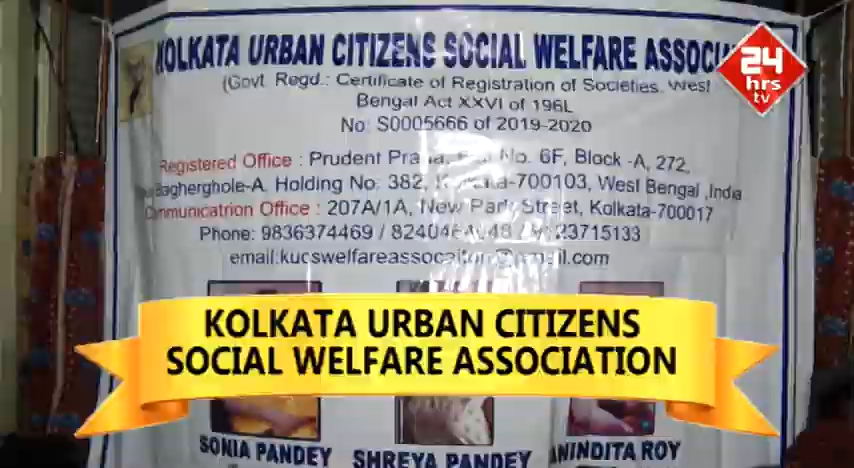 KOLKATA URBAN CITIZENS SOCIAL WELFARE ASSOCI
24
hrs
tv
(Govt. Regd.: Certificate of Registration of Societies. West
Bengal Act XXVI of 196L
No: S0005666 of 2019-2020
Registered Office : Prudent No. 6F, Block -A, 272,
Bagherghole-A. Holding No: 382, Kolkata-700103, West Bengal ,India
Communicatrion Office : 207A/1A, New Park Street, Kolkata-700017
Phone: 9836374469 /
KOLKATA URBAN CITIZENS
SOCIAL WELFARE ASSOCIATION
SONIA PANDEY SHREYA PANDEY ANINDITA ROY